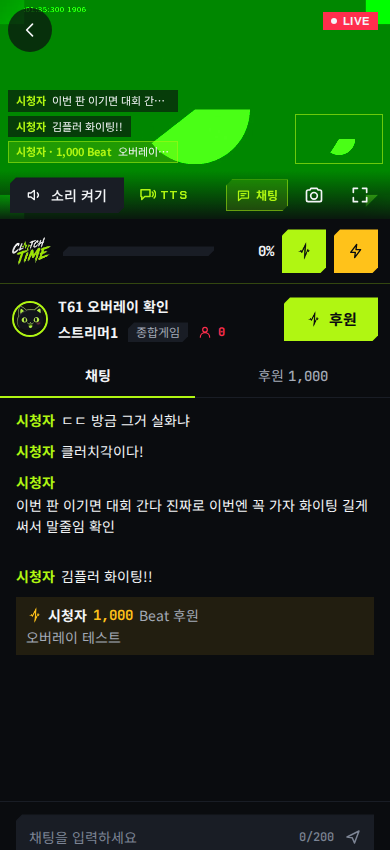 :35:300 1906
LIVE
시청자 이번 판 이기면 대회 간…
시청자 김플러 화이팅!!
시청자 · 1,000 Beat 오버레이…
소리 켜기
TTS
채팅
CLUTCH TIME
0%
T61 오버레이 확인
스트리머1 종합게임 0
후원
채팅
후원 1,000
시청자 ㄷㄷ 방금 그거 실화냐
시청자 클러치각이다!
시청자
이번 판 이기면 대회 간다 진짜로 이번엔 꼭 가자 화이팅 길게
써서 말줄임 확인
시청자 김플러 화이팅!!
시청자 1,000 Beat 후원
오버레이 테스트
채팅을 입력하세요
0/200